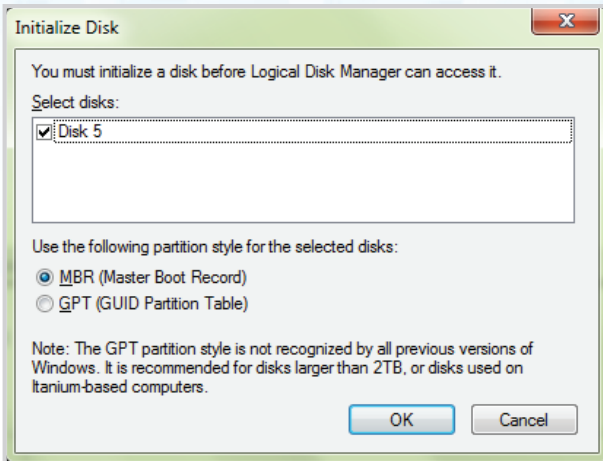 Initialize Disk
You must initialize a disk before Logical Disk Manager can access it.
Select disks:
Disk 5
Use the following partition style for the selected disks:
MBR (Master Boot Record)
GPT (GUID Partition Table)
Note: The GPT partition style is not recognized by all previous versions of
Windows. It is recommended for disks larger than 2TB, or disks used on
Itanium-based computers.
OK Cancel